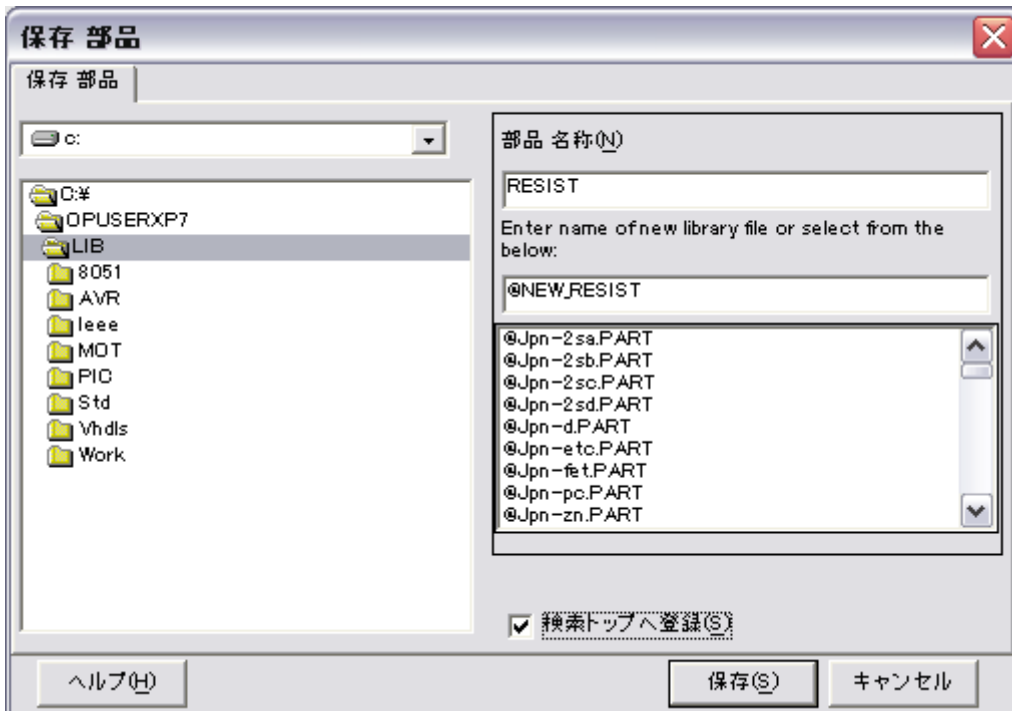 保存 部品
保存 部品
c:
C:¥
OPUSERXP7
LIB
8051
AVR
Ieee
MOT
PIC
Std
Vhdls
Work
部品 名称(N)
RESIST
Enter name of new library file or select from the
below:
@NEW_RESIST
@Jpn-2sa.PART
@Jpn-2sb.PART
@Jpn-2sc.PART
@Jpn-2sd.PART
@Jpn-d.PART
@Jpn-etc.PART
@Jpn-fet.PART
@Jpn-pc.PART
@Jpn-zn.PART
検索トップへ登録(S)
ヘルプ(H)
保存(S)
キャンセル